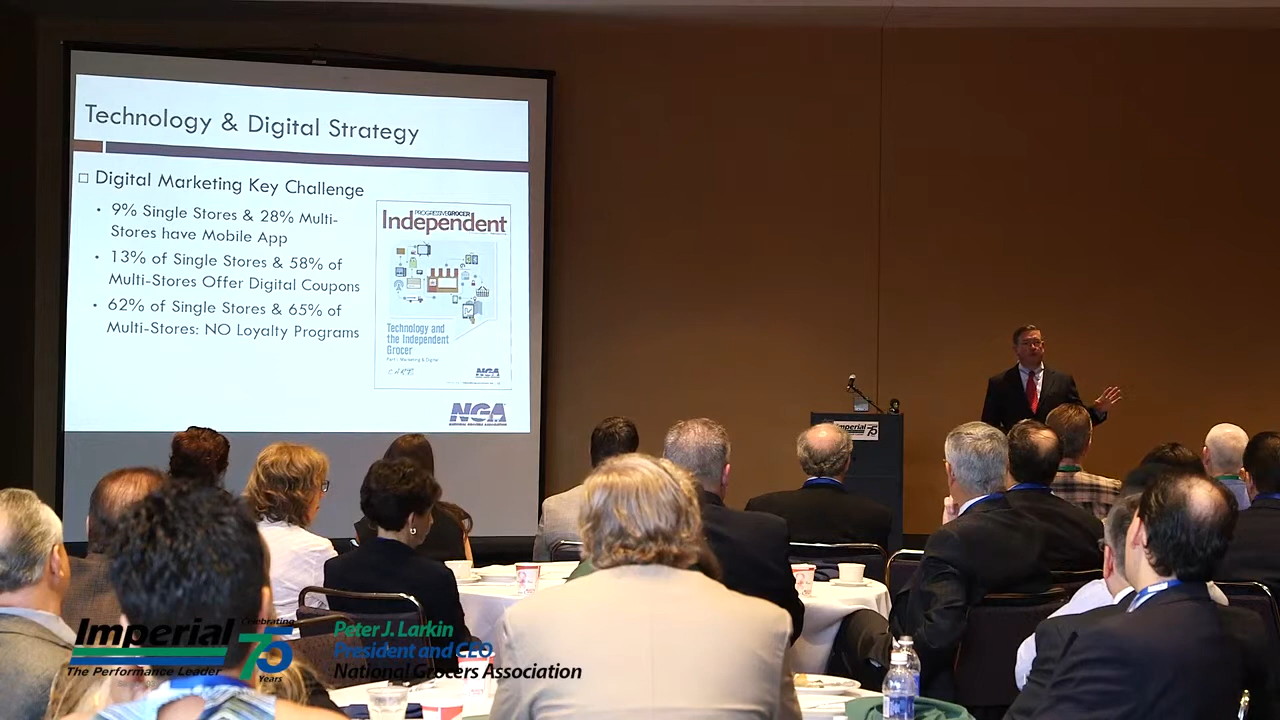 Technology & Digital Strategy
Digital Marketing Key Challenge
• 9% Single Stores & 28% Multi-
Stores have Mobile App
• 13% of Single Stores & 58% of
Multi-Stores Offer Digital Coupons
• 62% of Single Stores & 65% of
Multi-Stores: NO Loyalty Programs
PROGRESSIVE GROCER
Independent
Technology and
the Independent
Grocer
NGA
NGA
NATIONAL GROCERS ASSOCIATION
Imperial 75
Imperial
The Performance Leader
Celebrating
75
Years
Peter J. Larkin
President and CEO
National Grocers Association